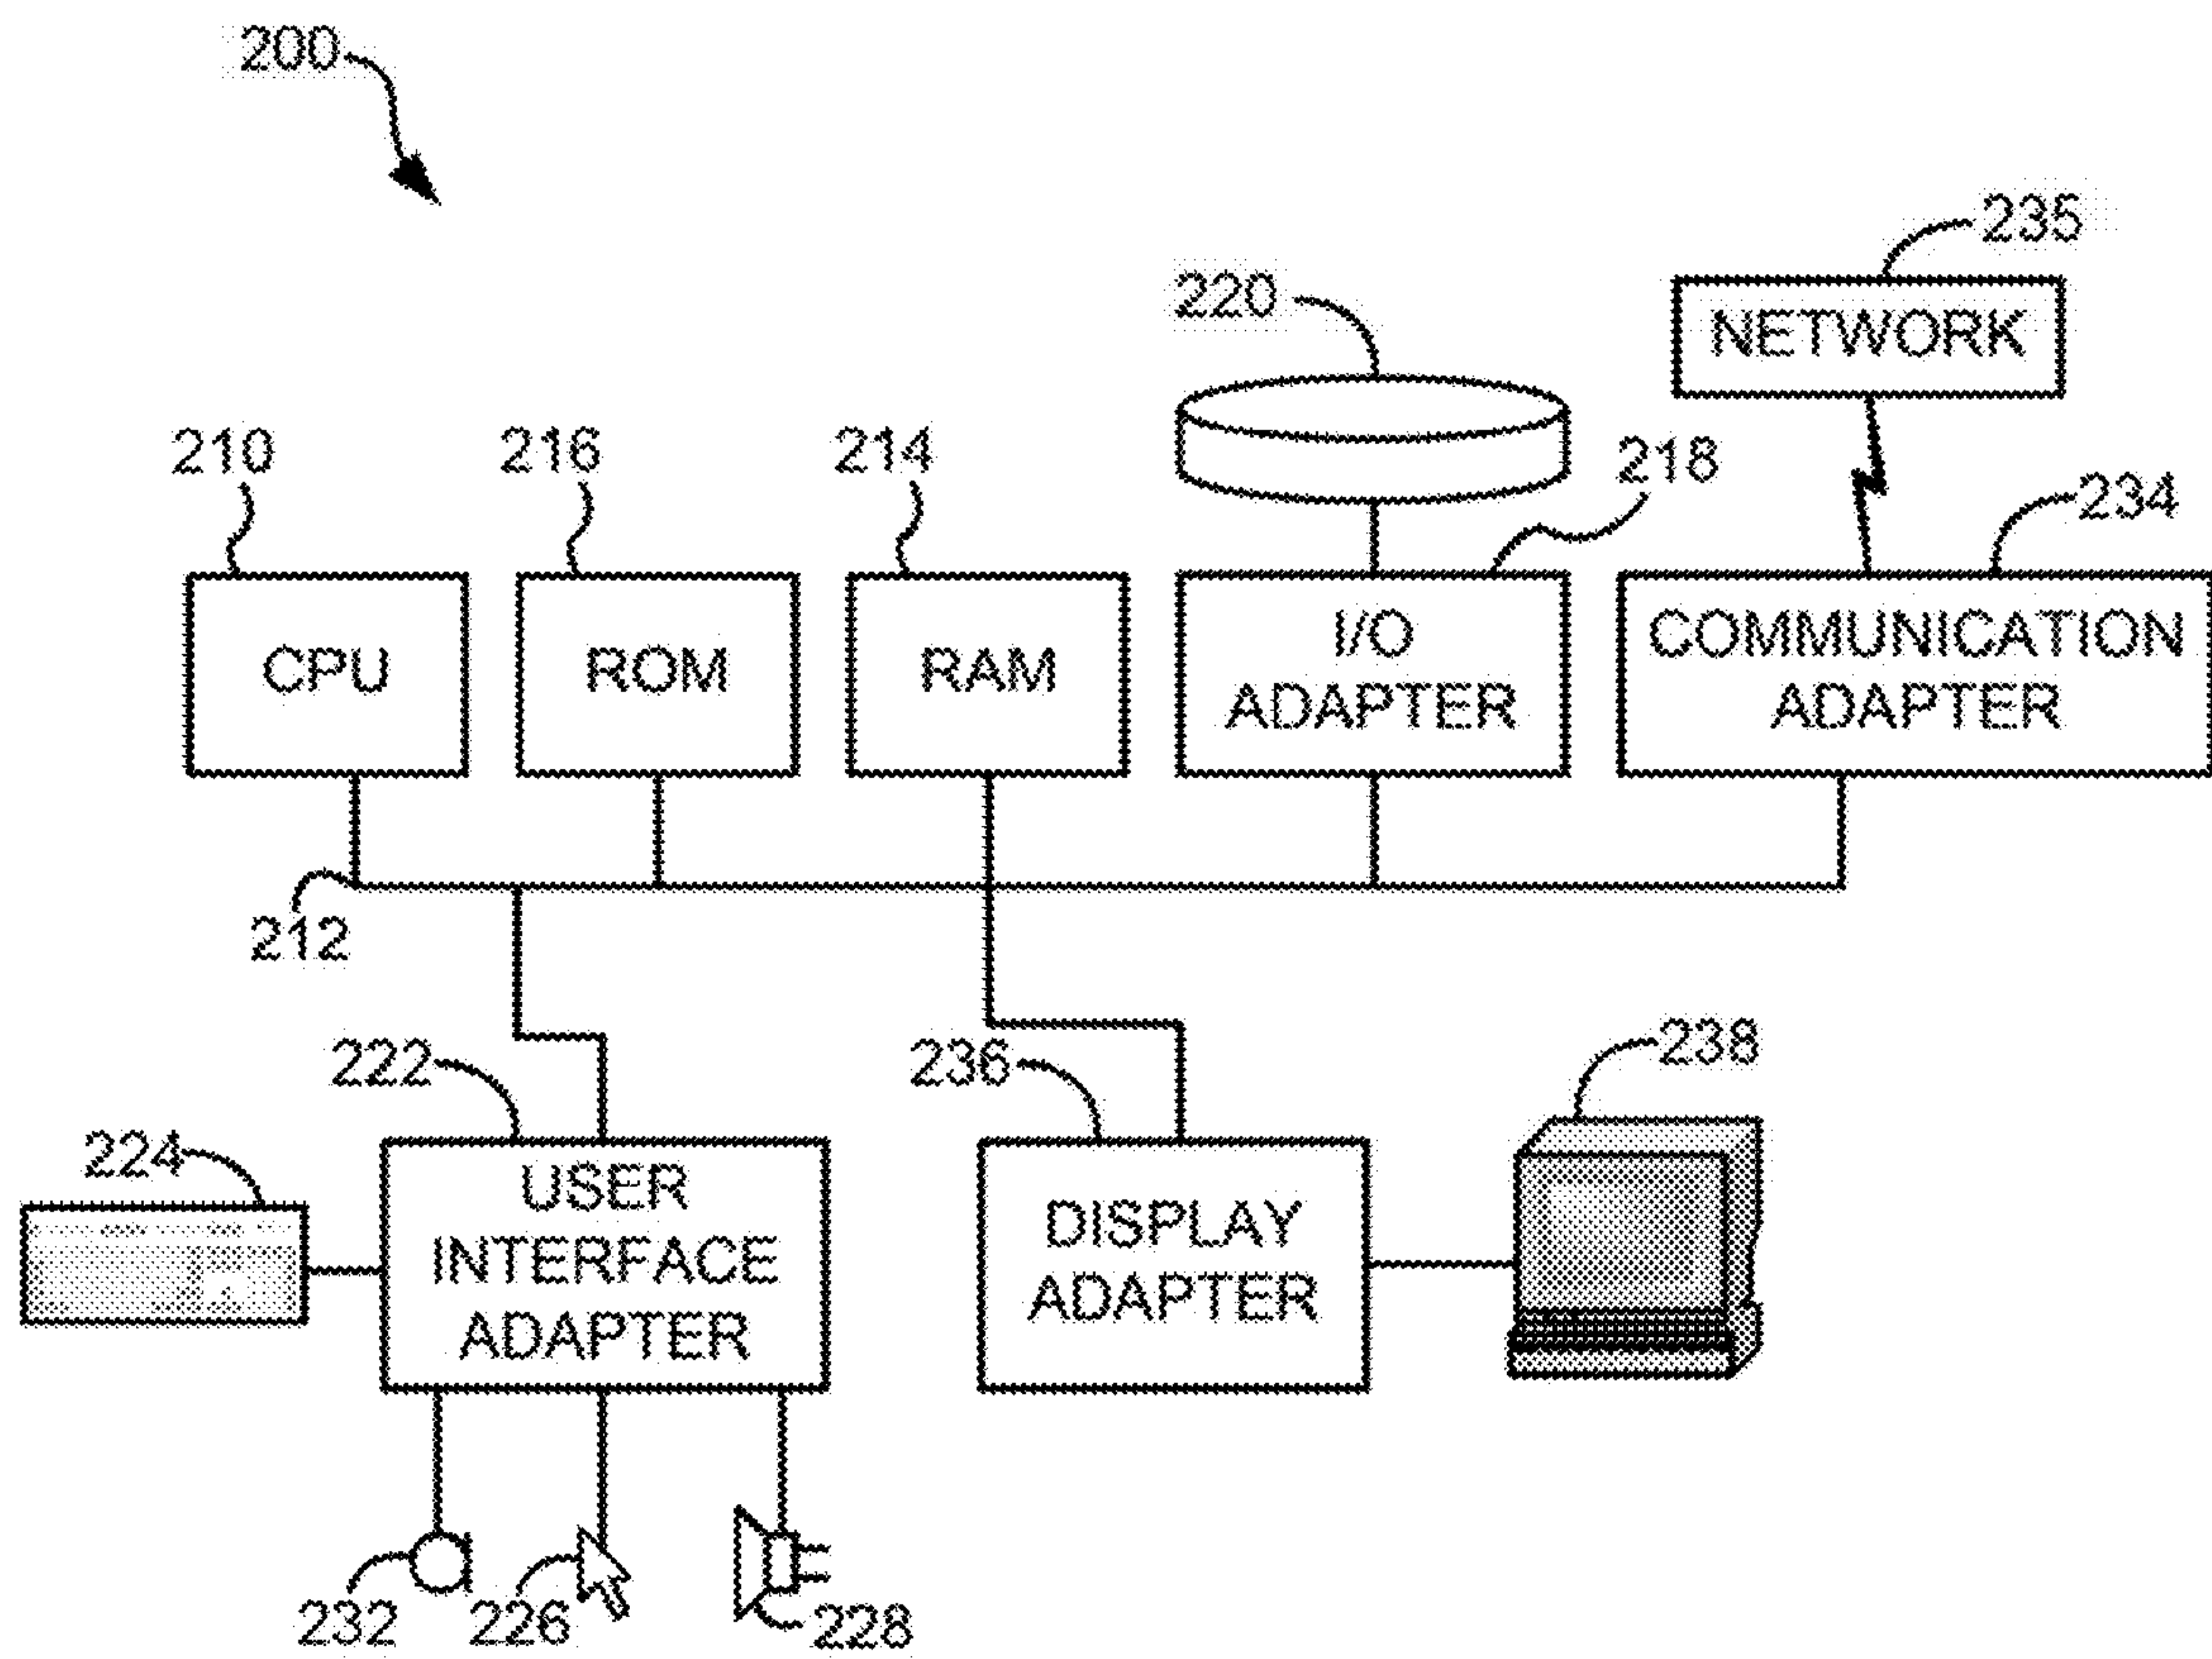 200
235
220
NETWORK
210
216
214
218
234
CPU
ROM
RAM
I/O
ADAPTER
COMMUNICATION
ADAPTER
212
222
236
238
224
USER
INTERFACE
ADAPTER
DISPLAY
ADAPTER
232
226
228